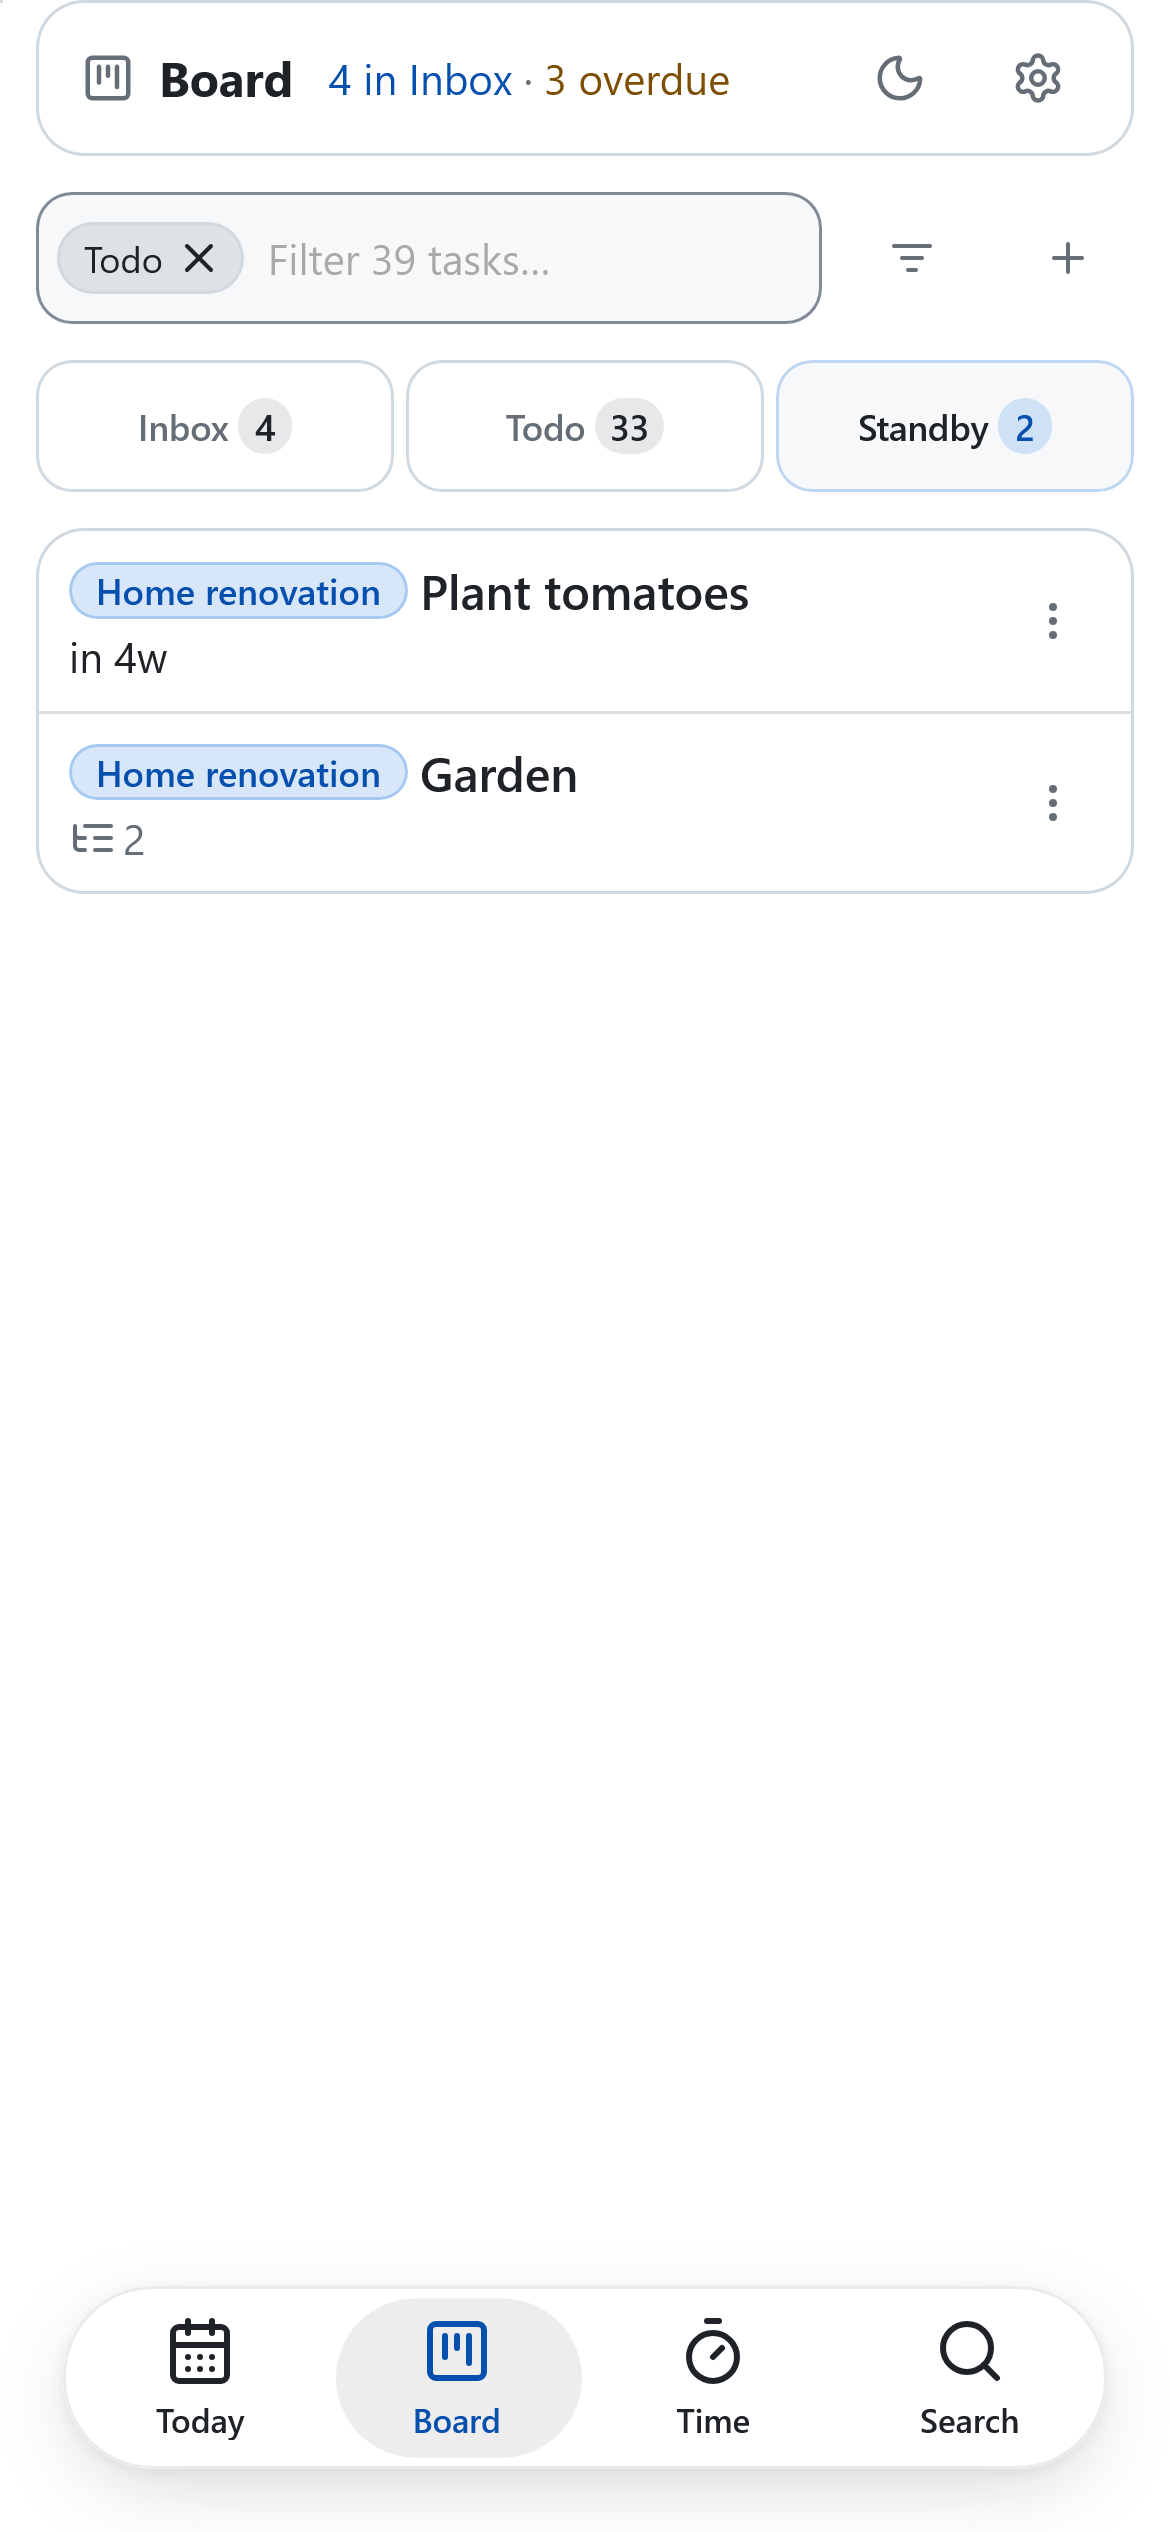 Board 4 in Inbox · 3 overdue
Todo Filter 39 tasks...
Inbox 4 Todo 33 Standby 2
Home renovation Plant tomatoes
in 4w
Home renovation Garden
2
Today Board Time Search